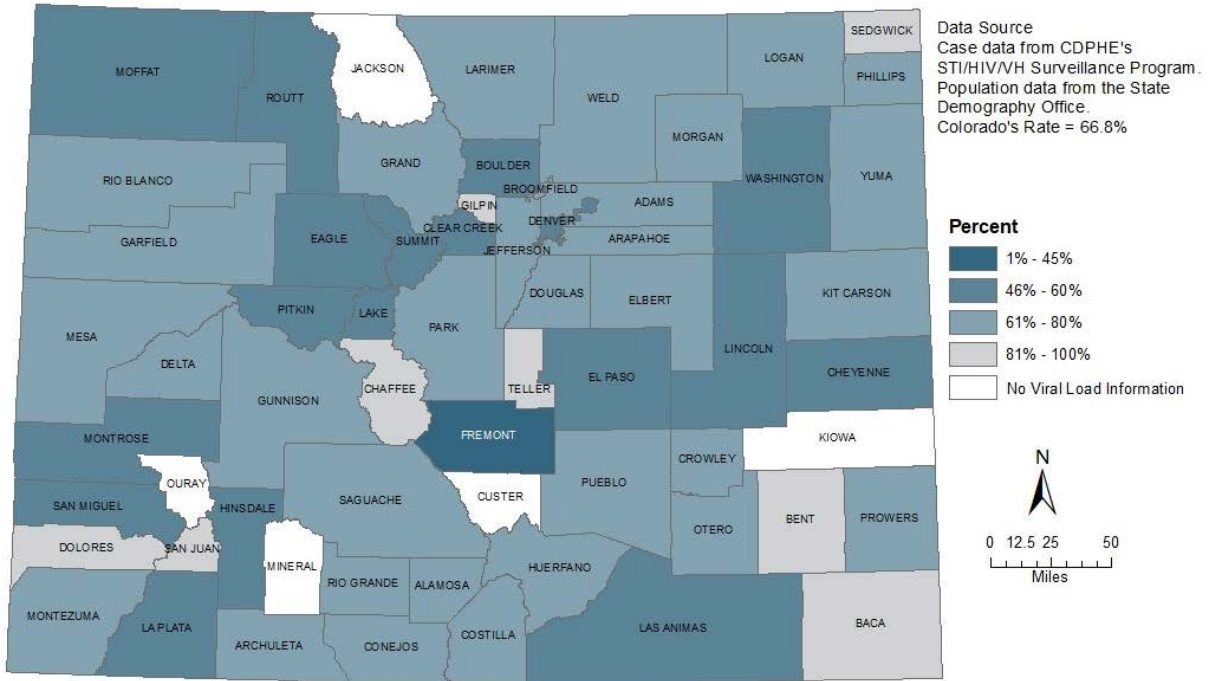 SEDGWICK
LOGAN
PHILLIPS
JACKSON
LARIMER
MOFFAT
ROUTT
WELD
MORGAN
GRAND
BOULDER
RIO BLANCO
WASHINGTON
YUMA
BROOMFIELD
GILPIN
ADAMS
DENVER
CLEAR CREEK
GARFIELD
EAGLE
SUMMIT
ARAPAHOE
JEFFERSON
DOUGLAS
ELBERT
KIT CARSON
PITKIN
LAKE
PARK
MESA
LINCOLN
DELTA
CHEYENNE
EL PASO
CHAFFEE
TELLER
GUNNISON
FREMONT
MONTROSE
KIOWA
CROWLEY
OURAY
PUEBLO
CUSTER
SAGUACHE
SAN MIGUEL
HINSDALE
BENT
PROWERS
OTERO
DOLORES
SAN JUAN
MINERAL
HUERFANO
RIO GRANDE
ALAMOSA
MONTEZUMA
LA PLATA
LAS ANIMAS
BACA
COSTILLA
ARCHULETA
CONEJOS
Data Source
Case data from CDPHE's
STI/HIV/VH Surveillance Program.
Population data from the State
Demography Office.
Colorado's Rate = 66.8%
Percent
1% - 45%
46% - 60%
61% - 80%
81% - 100%
No Viral Load Information
N
0 12.5 25 50
Miles